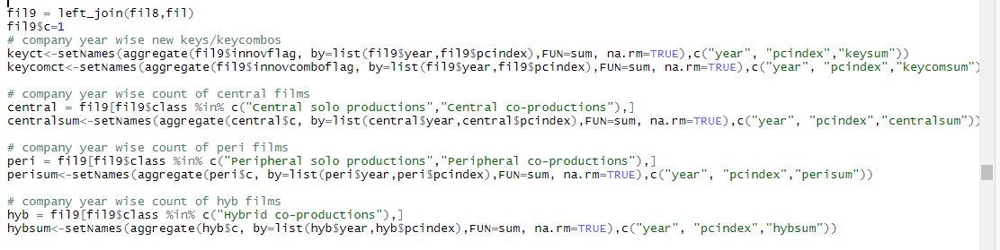 fil9 = left_join(fil8,fil)
fil9$c=1
# company year wise new keys/keycombos
keyct<-setNames(aggregate(fil9$innovflag, by=list(fil9$year,fil9$pcindex),FUN=sum, na.rm=TRUE),c("year", "pcindex","keysum"))
keycomct<-setNames(aggregate(fil9$innovcomboflag, by=list(fil9$year,fil9$pcindex),FUN=sum, na.rm=TRUE),c("year", "pcindex","keycomsum")
# company year wise count of central films
central = fil9[fil9$class %in% c("Central solo productions","Central co-productions"),]
centralsum<-setNames(aggregate(central$c, by=list(central$year,central$pcindex),FUN=sum, na.rm=TRUE),c("year", "pcindex","centralsum"))
# company year wise count of peri films
peri = fil9[fil9$class %in% c("Peripheral solo productions","Peripheral co-productions"),]
perisum<-setNames(aggregate(peri$c, by=list(peri$year,peri$pcindex),FUN=sum, na.rm=TRUE),c("year", "pcindex","perisum"))
# company year wise count of hyb films
hyb = fil9[fil9$class %in% c("Hybrid co-productions"),]
hybsum<-setNames(aggregate(hyb$c, by=list(hyb$year,hyb$pcindex),FUN=sum, na.rm=TRUE),c("year", "pcindex","hybsum"))